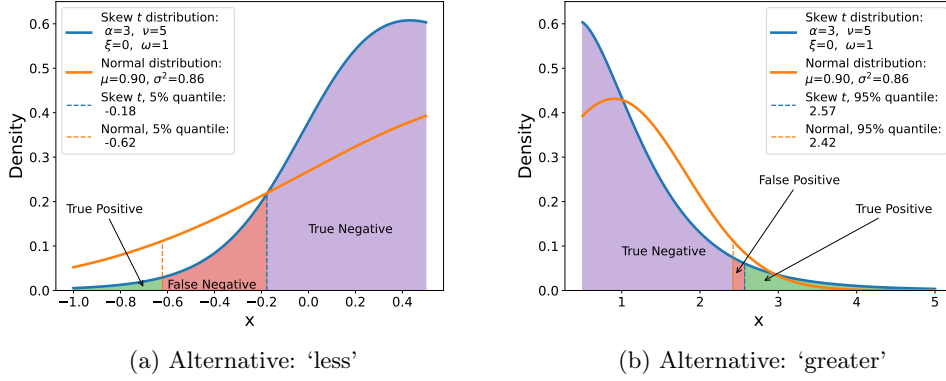 Skew t distribution:
α=3, ν=5
ξ=0, ω=1
Normal distribution:
μ=0.90, σ²=0.86
Skew t, 5% quantile:
-0.18
Normal, 5% quantile:
-0.62
True Positive
False Negative
True Negative
Density
0.0
0.1
0.2
0.3
0.4
0.5
0.6
−1.0
−0.8
−0.6
−0.4
−0.2
0.0
0.2
0.4
x
(a) Alternative: ‘less’
Skew t distribution:
α=3, ν=5
ξ=0, ω=1
Normal distribution:
μ=0.90, σ²=0.86
Skew t, 95% quantile:
2.57
Normal, 95% quantile:
2.42
False Positive
True Positive
True Negative
Density
0.0
0.1
0.2
0.3
0.4
0.5
0.6
1
2
3
4
5
x
(b) Alternative: ‘greater’